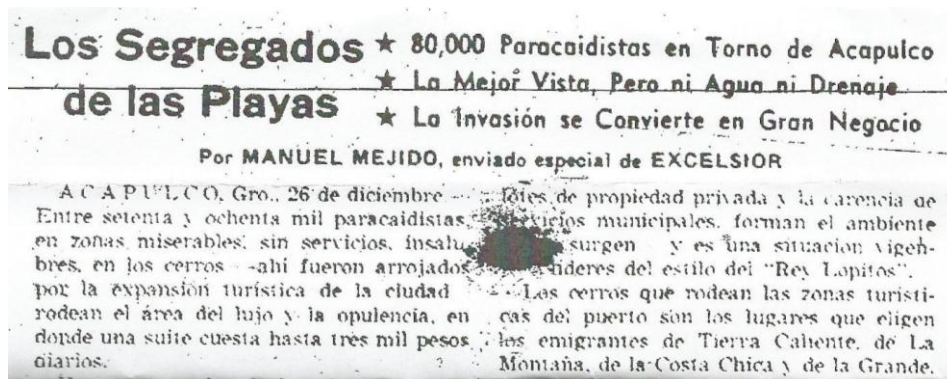 Los Segregados
de las Playas
★ 80,000 Paracaidistas en Torno de Acapulco
★ La Mejor Vista, Pero ni Agua ni Drenaje
★ La Invasión se Convierte en Gran Negocio
Por MANUEL MEJIDO, enviado especial de EXCELSIOR
ACAPULCO, Gro., 26 de diciembre —
Entre setenta y ochenta mil paracaidistas
en zonas miserables, sin servicios, insalu-
bres, en los cerros —ahí fueron arrojados
por la expansión turística de la ciudad
rodean el área del lujo y la opulencia, en
donde una suite cuesta hasta tres mil pesos
diarios.
lotes de propiedad privada y la carencia de
servicios municipales, forman el ambiente
surgen y es una situación vigen-
líderes del estilo del "Rey Lopitos".
Los cerros que rodean las zonas turísti-
cas del puerto son los lugares que eligen
los emigrantes de Tierra Caliente, de La
Montaña, de la Costa Chica y de la Grande,